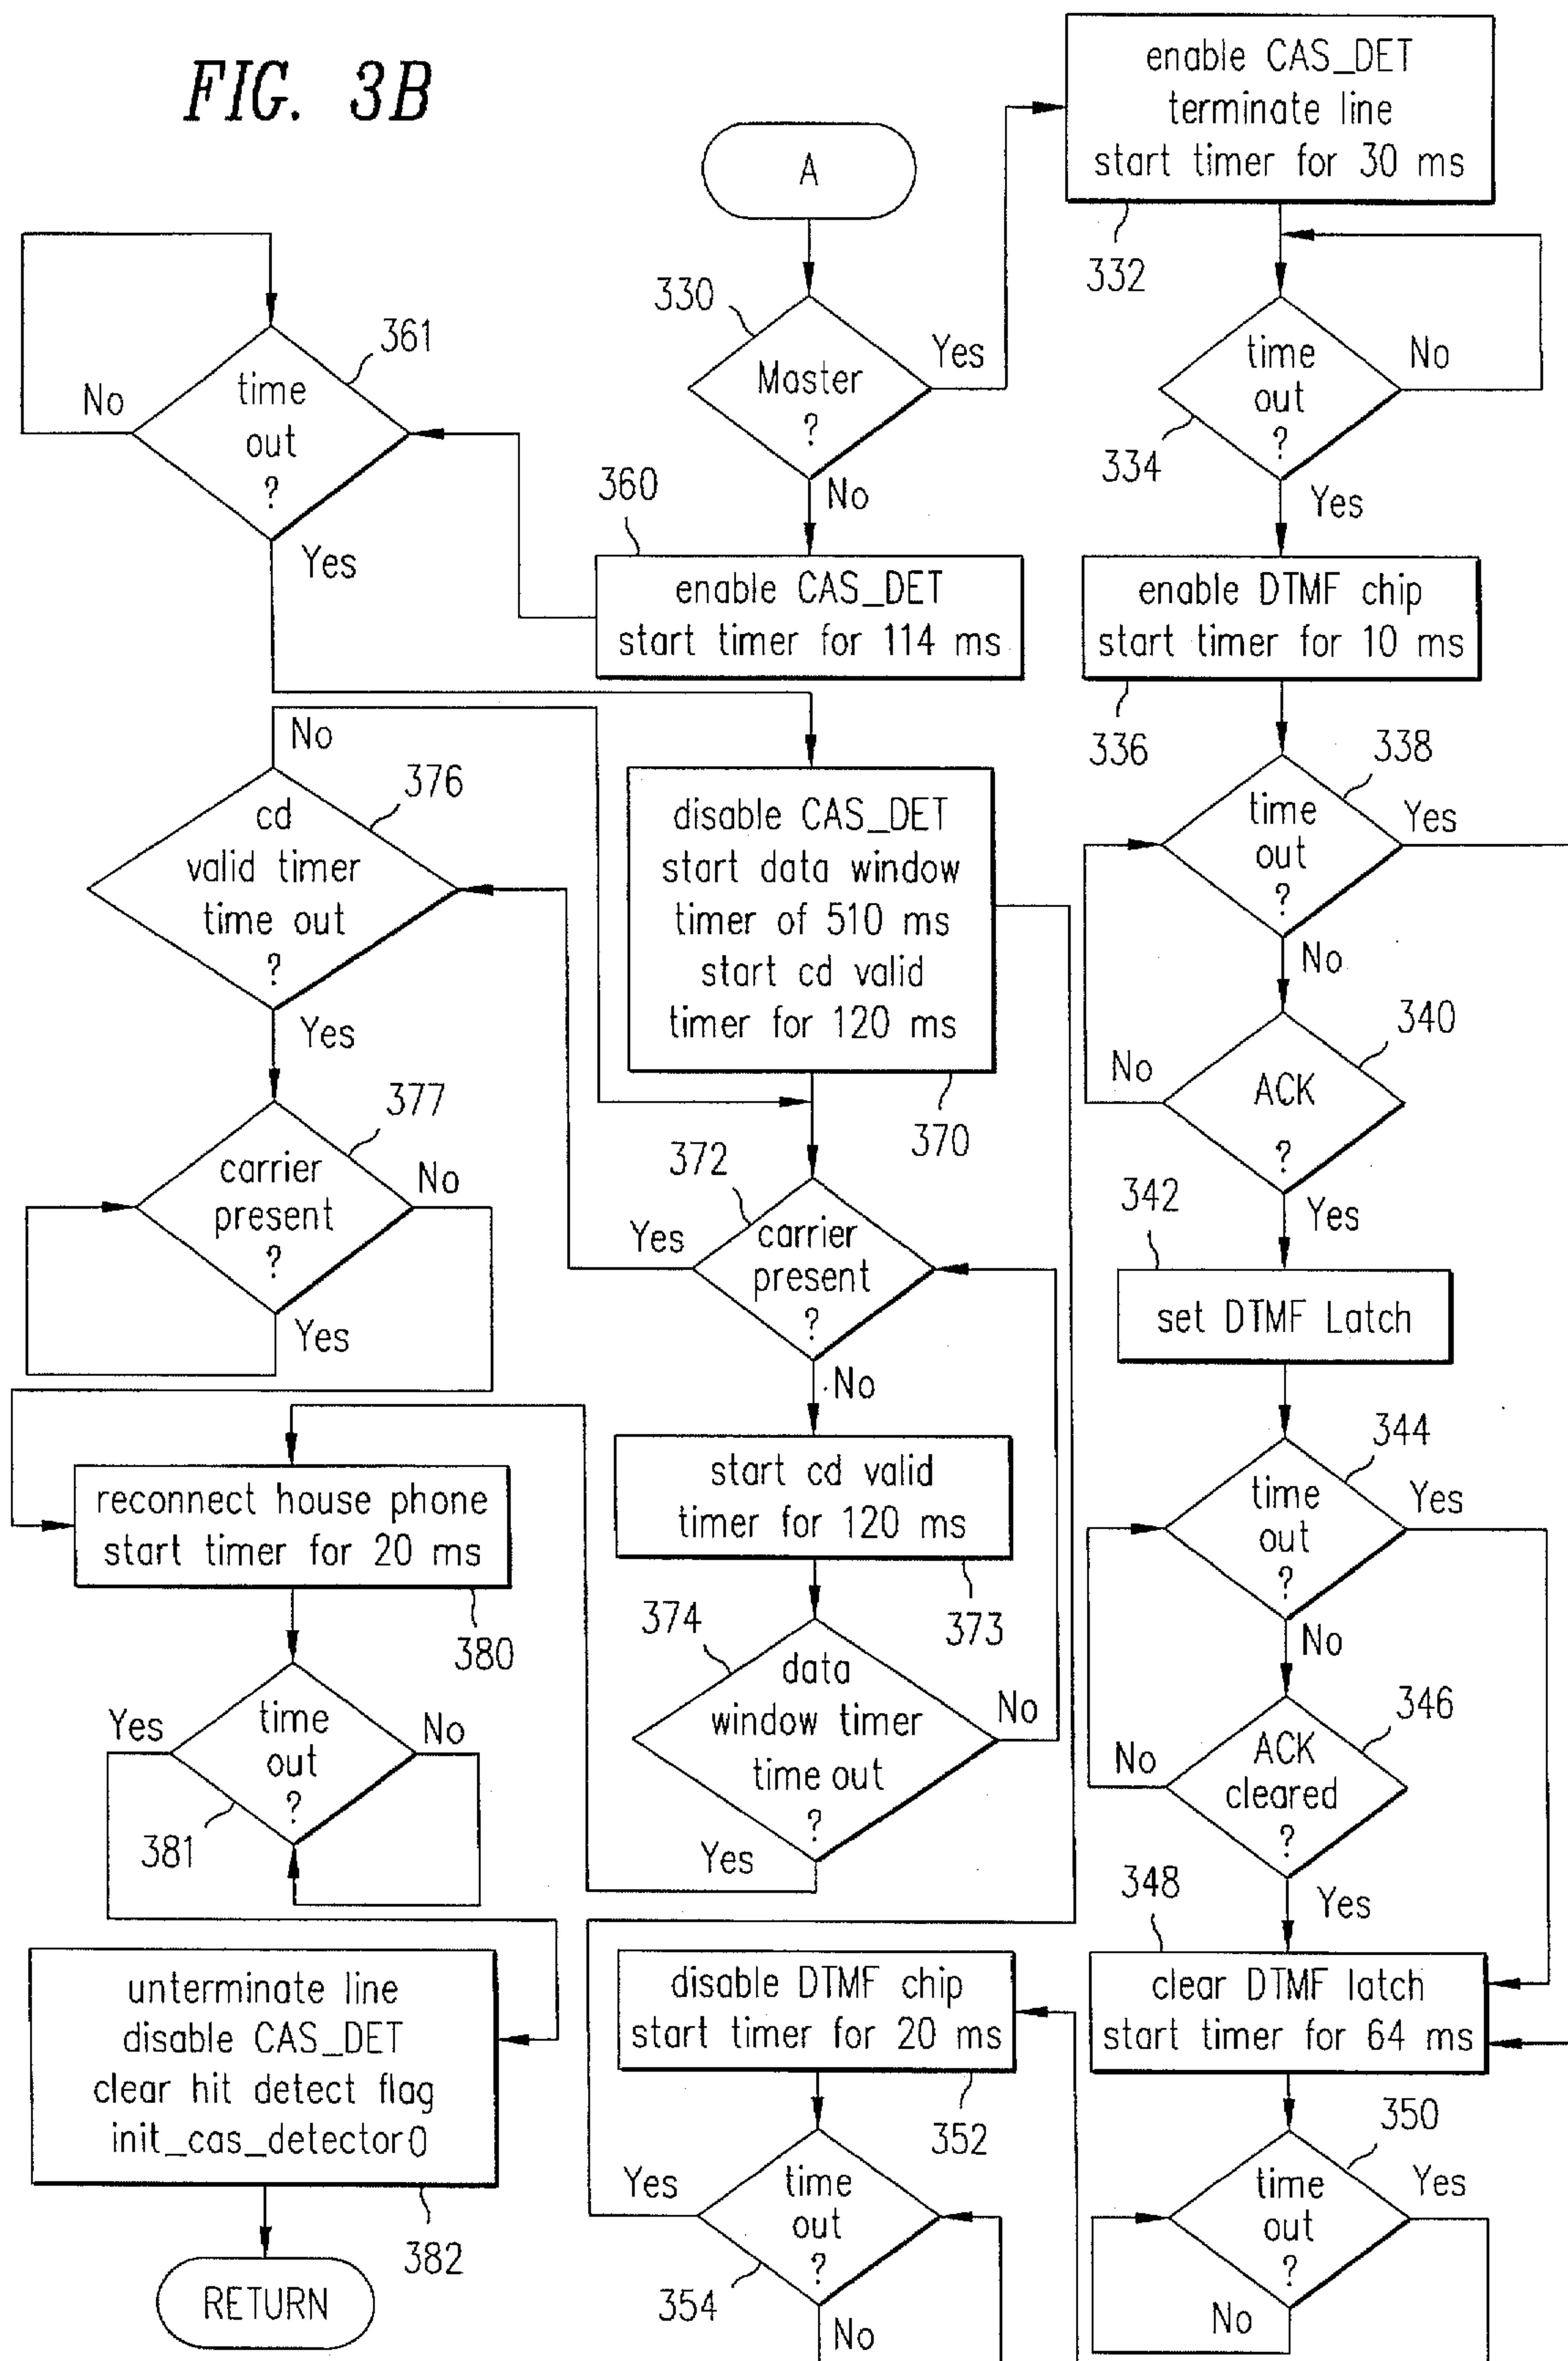 FIG. 3B
A
330
Master
?
Yes
No
enable CAS_DET
terminate line
start timer for 30 ms
332
time
out
?
No
Yes
334
enable DTMF chip
start timer for 10 ms
336
time
out
?
338
Yes
No
ACK
?
340
No
Yes
342
set DTMF Latch
time
out
?
344
Yes
No
ACK
cleared
?
346
No
Yes
348
clear DTMF latch
start timer for 64 ms
time
out
?
350
Yes
No
disable DTMF chip
start timer for 20 ms
352
time
out
?
354
Yes
No
360
enable CAS_DET
start timer for 114 ms
361
time
out
?
No
Yes
disable CAS_DET
start data window
timer of 510 ms
start cd valid
timer for 120 ms
370
372
carrier
present
?
Yes
No
start cd valid
timer for 120 ms
373
374
data
window timer
time out
?
No
Yes
No
376
cd
valid timer
time out
?
Yes
377
carrier
present
?
No
Yes
reconnect house phone
start timer for 20 ms
380
time
out
?
Yes
No
381
unterminate line
disable CAS_DET
clear hit detect flag
init_cas_detector0
382
RETURN